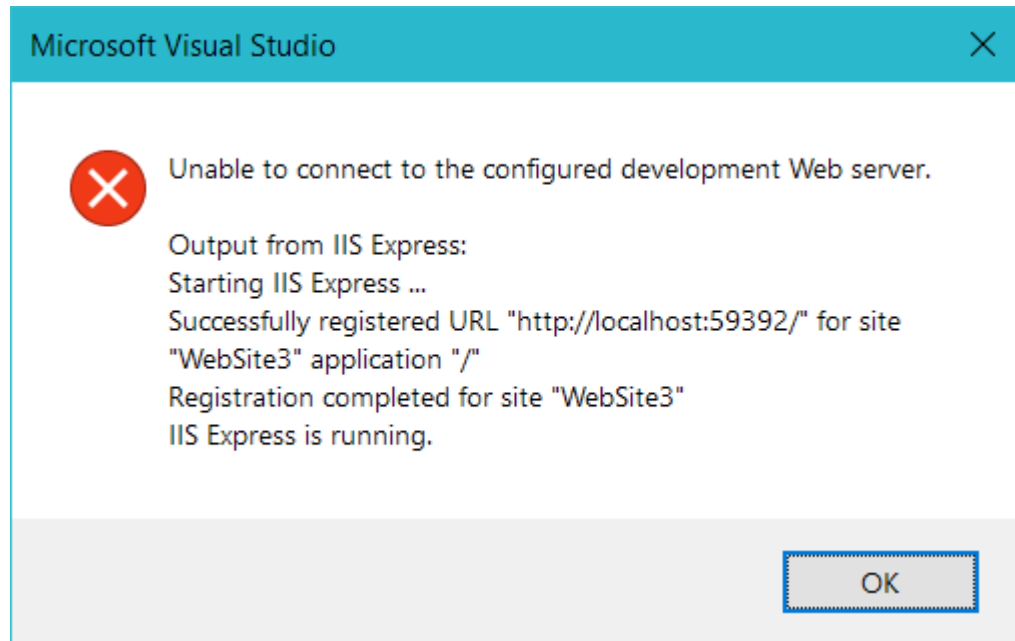 Microsoft Visual Studio
Unable to connect to the configured development Web server.
Output from IIS Express:
Starting IIS Express ...
Successfully registered URL "http://localhost:59392/" for site
"WebSite3" application "/"
Registration completed for site "WebSite3"
IIS Express is running.
OK